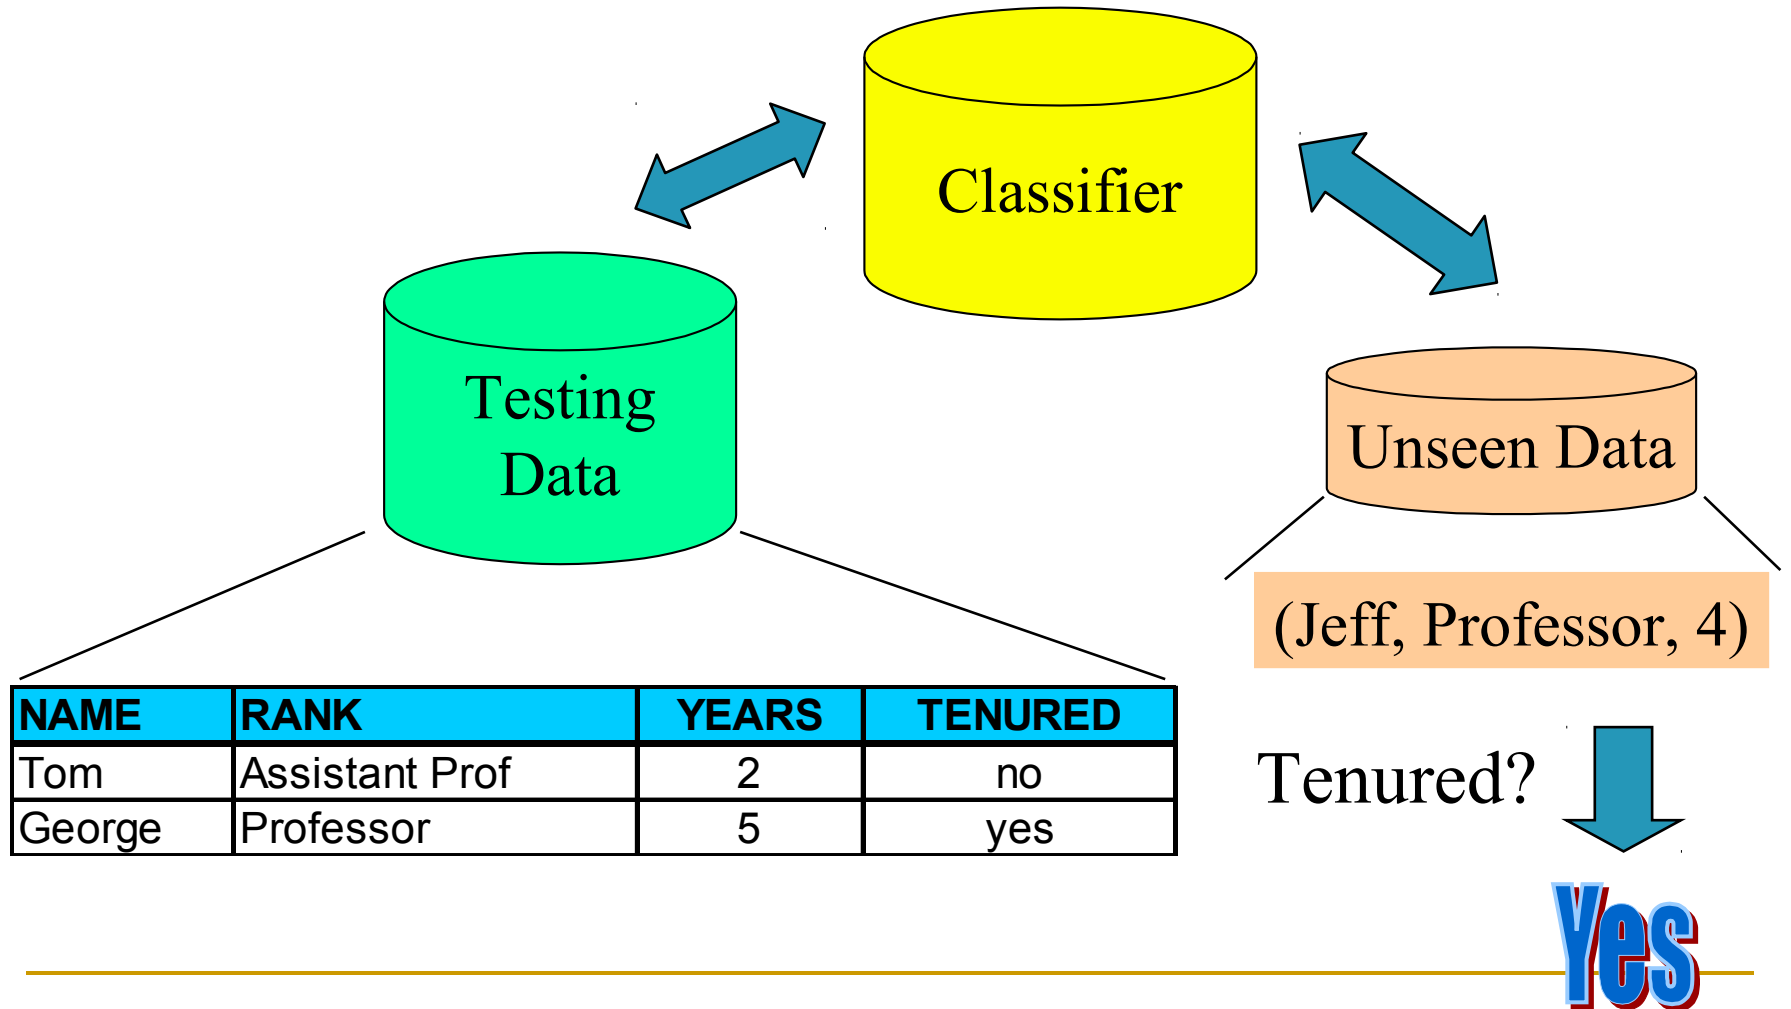 Classifier
Testing
Data
Unseen Data
(Jeff, Professor, 4)
NAME RANK YEARS TENURED
Tom Assistant Prof 2 no
George Professor 5 yes
Tenured?
Yes